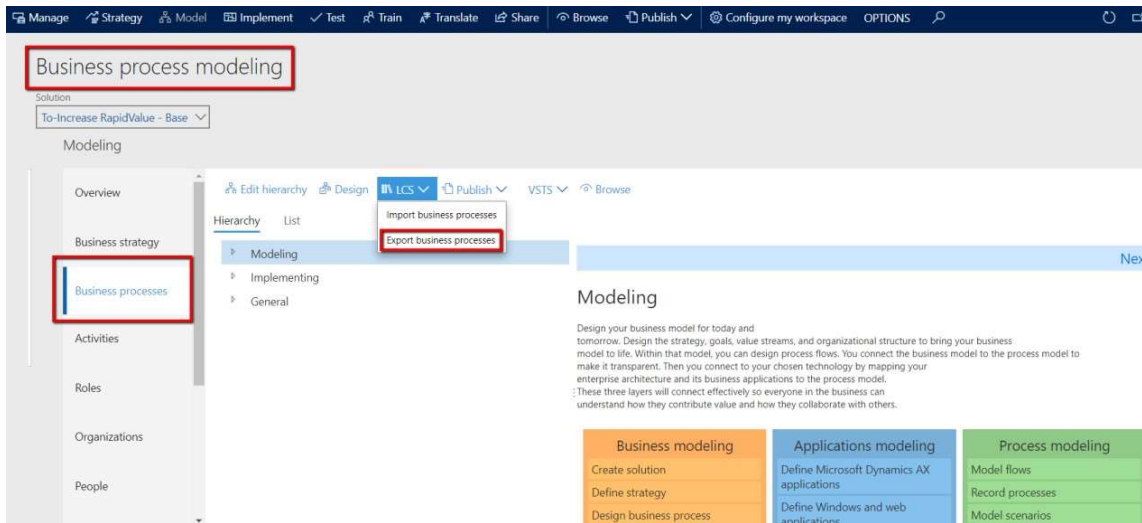 Manage Strategy Model Implement Test Train Translate Share Browse Publish Configure my workspace OPTIONS
Business process modeling
Solution
To-Increase RapidValue - Base
Modeling
Overview
Business strategy
Business processes
Activities
Roles
Organizations
People
Edit hierarchy Design LCS Publish VSTS Browse
Import business processes
Export business processes
Hierarchy List
Modeling
Implementing
General
Modeling
Design your business model for today and
tomorrow. Design the strategy, goals, value streams, and organizational structure to bring your business
model to life. Within that model, you can design process flows. You connect the business model to the process model to
make it transparent. Then you connect to your chosen technology by mapping your
enterprise architecture and its business applications to the process model.
These three layers will connect effectively so everyone in the business can
understand how they contribute value and how they collaborate with others.
Business modeling
Create solution
Define strategy
Design business process
Applications modeling
Define Microsoft Dynamics AX
applications
Define Windows and web
applications
Process modeling
Model flows
Record processes
Model scenarios